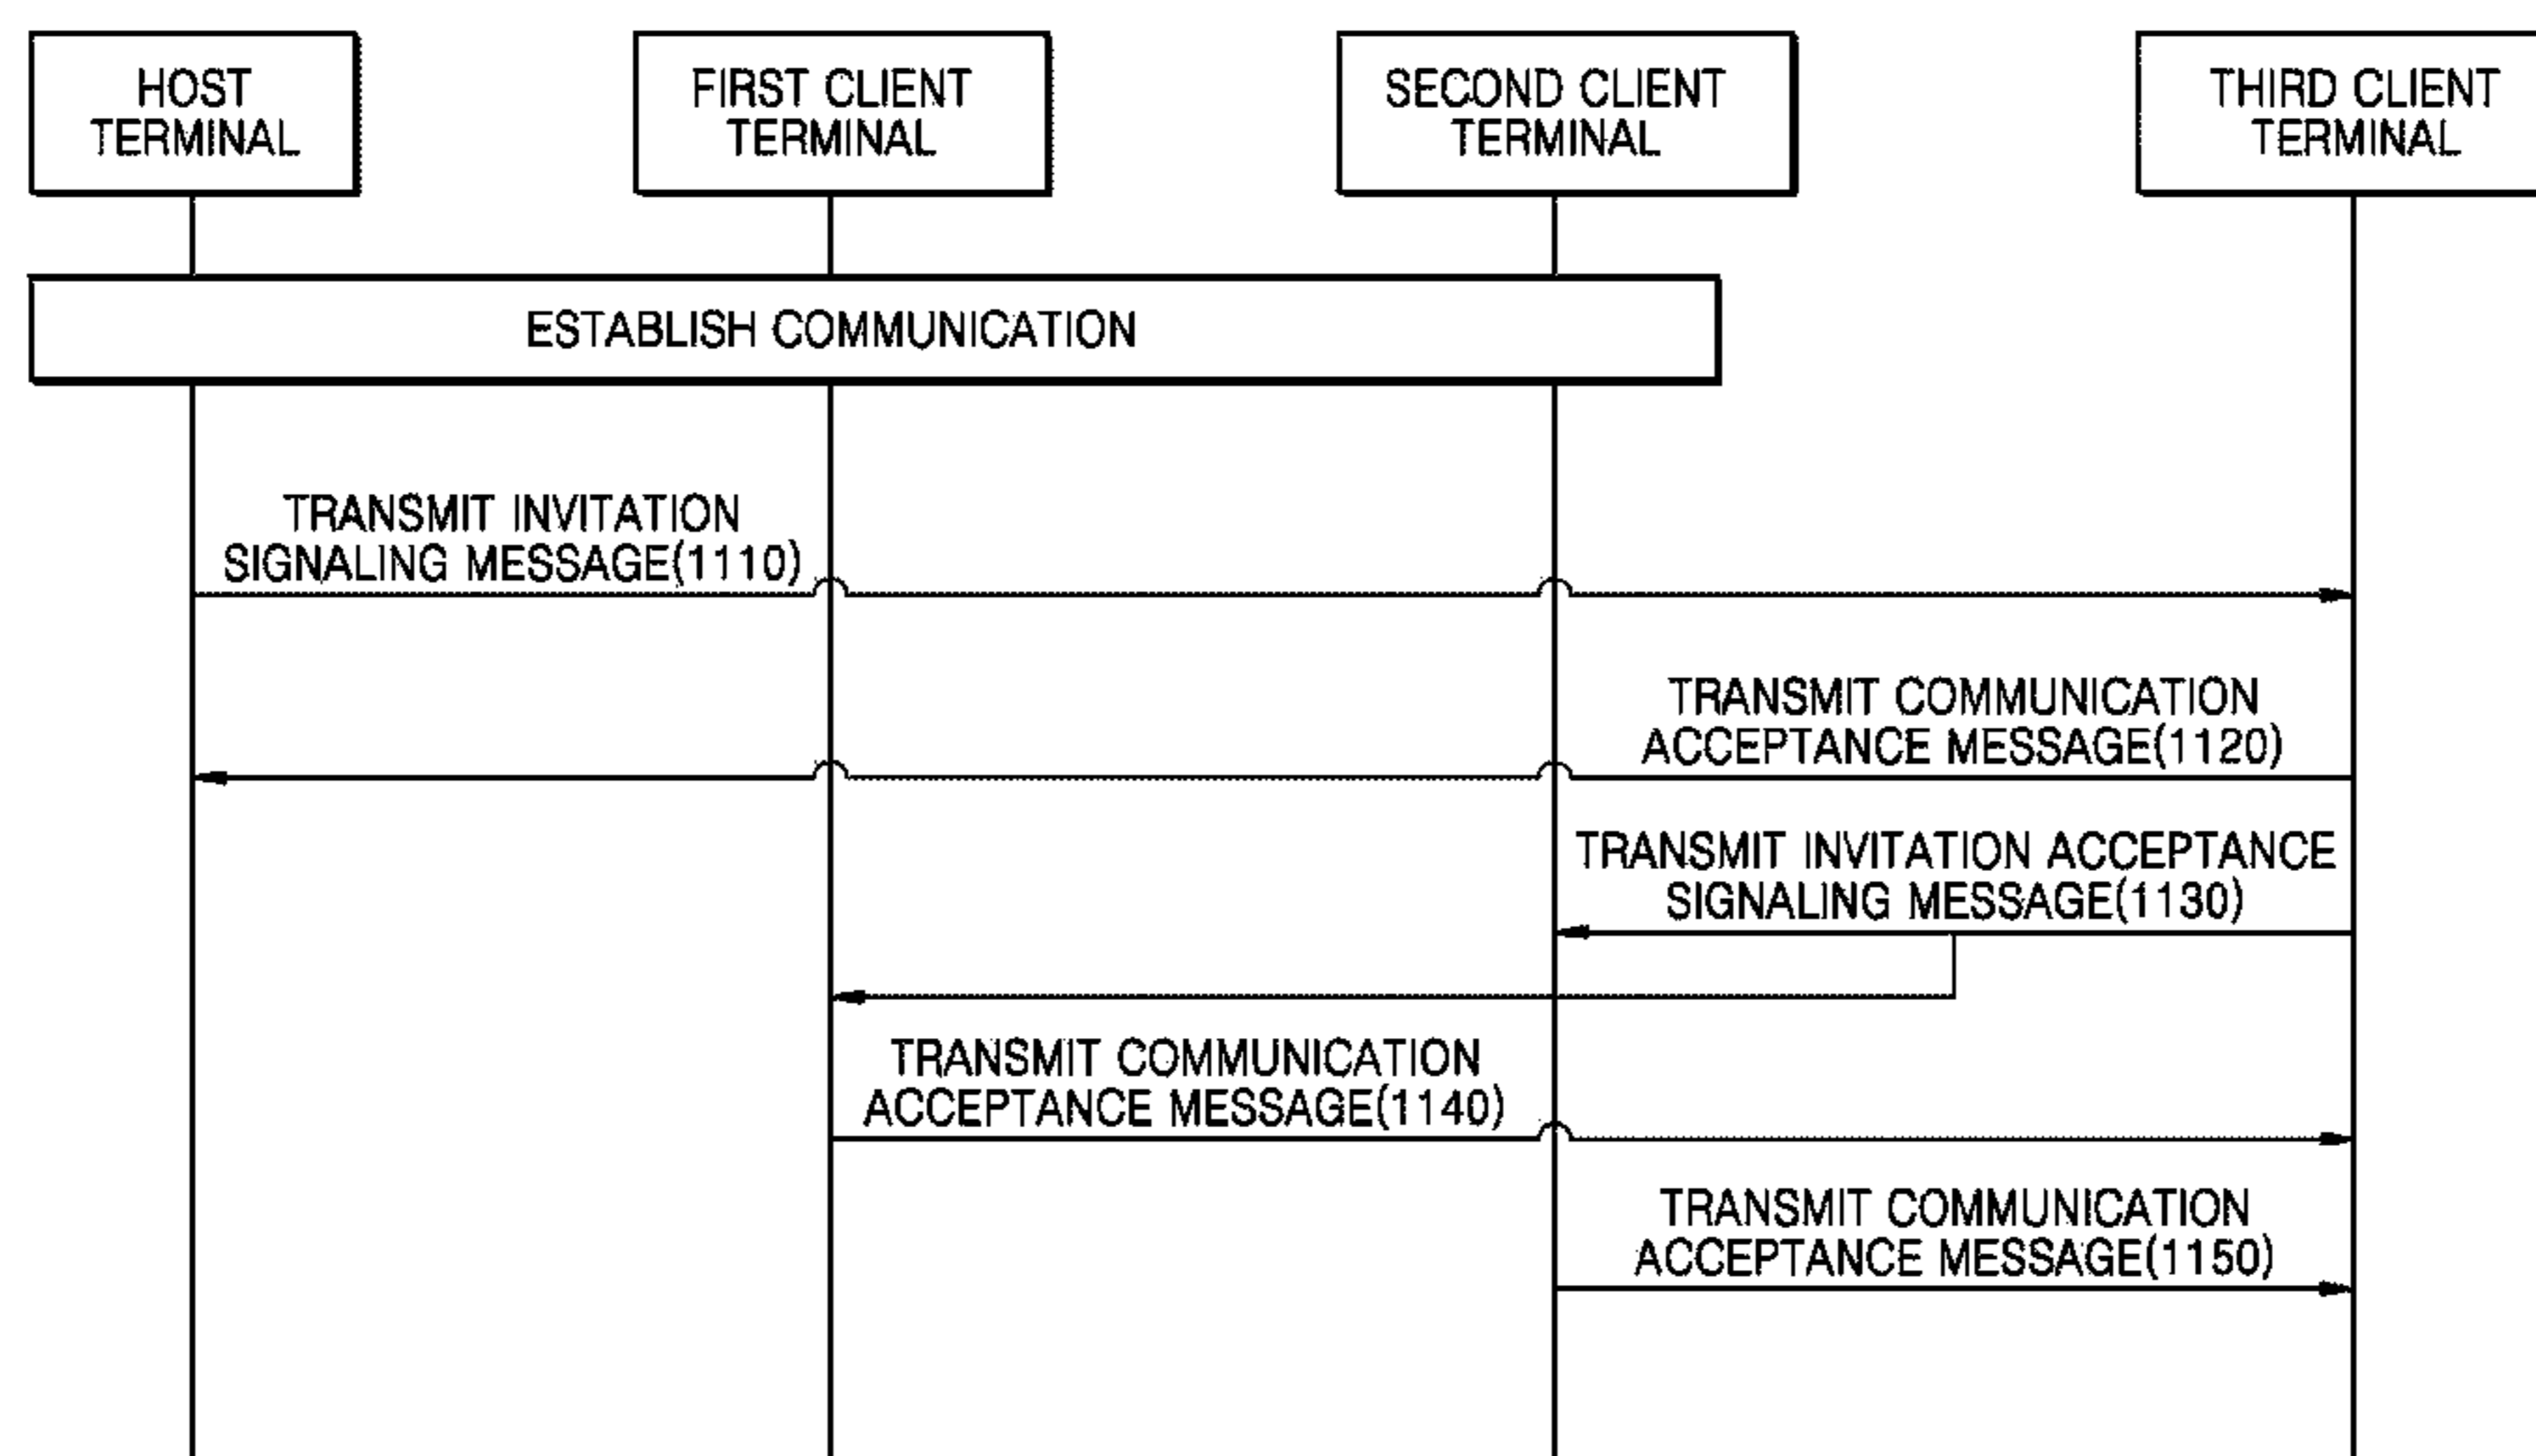 HOST
TERMINAL
FIRST CLIENT
TERMINAL
SECOND CLIENT
TERMINAL
THIRD CLIENT
TERMINAL
ESTABLISH COMMUNICATION
TRANSMIT INVITATION
SIGNALING MESSAGE(1110)
TRANSMIT COMMUNICATION
ACCEPTANCE MESSAGE(1120)
TRANSMIT INVITATION ACCEPTANCE
SIGNALING MESSAGE(1130)
TRANSMIT COMMUNICATION
ACCEPTANCE MESSAGE(1140)
TRANSMIT COMMUNICATION
ACCEPTANCE MESSAGE(1150)